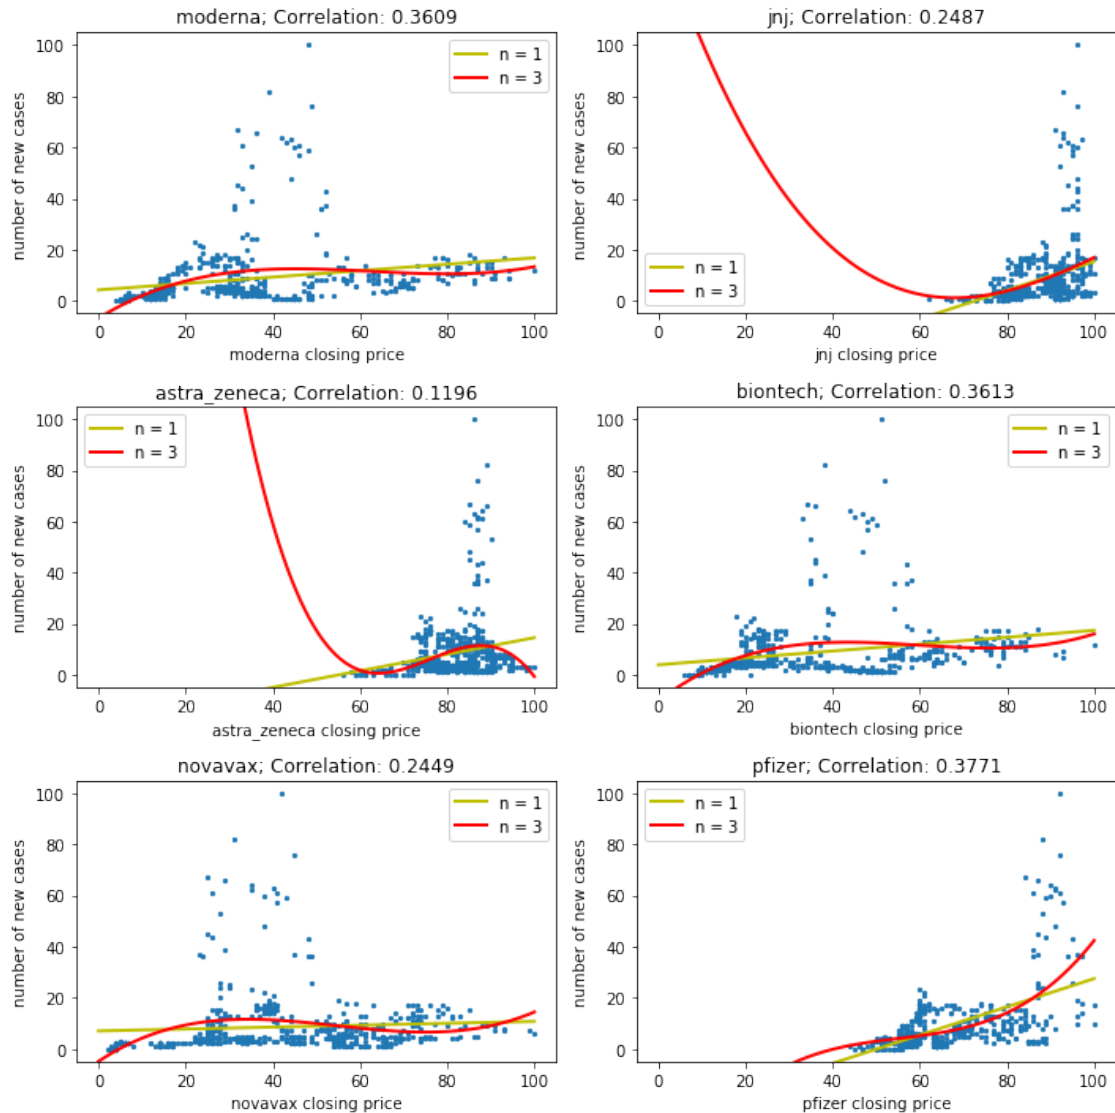 moderna; Correlation: 0.3609
number of new cases
100
80
60
40
20
0
n = 1
n = 3
0 20 40 60 80 100
moderna closing price
jnj; Correlation: 0.2487
number of new cases
100
80
60
40
20
0
n = 1
n = 3
0 20 40 60 80 100
jnj closing price
astra_zeneca; Correlation: 0.1196
number of new cases
100
80
60
40
20
0
n = 1
n = 3
0 20 40 60 80 100
astra_zeneca closing price
biontech; Correlation: 0.3613
number of new cases
100
80
60
40
20
0
n = 1
n = 3
0 20 40 60 80 100
biontech closing price
novavax; Correlation: 0.2449
number of new cases
100
80
60
40
20
0
n = 1
n = 3
0 20 40 60 80 100
novavax closing price
pfizer; Correlation: 0.3771
number of new cases
100
80
60
40
20
0
n = 1
n = 3
0 20 40 60 80 100
pfizer closing price